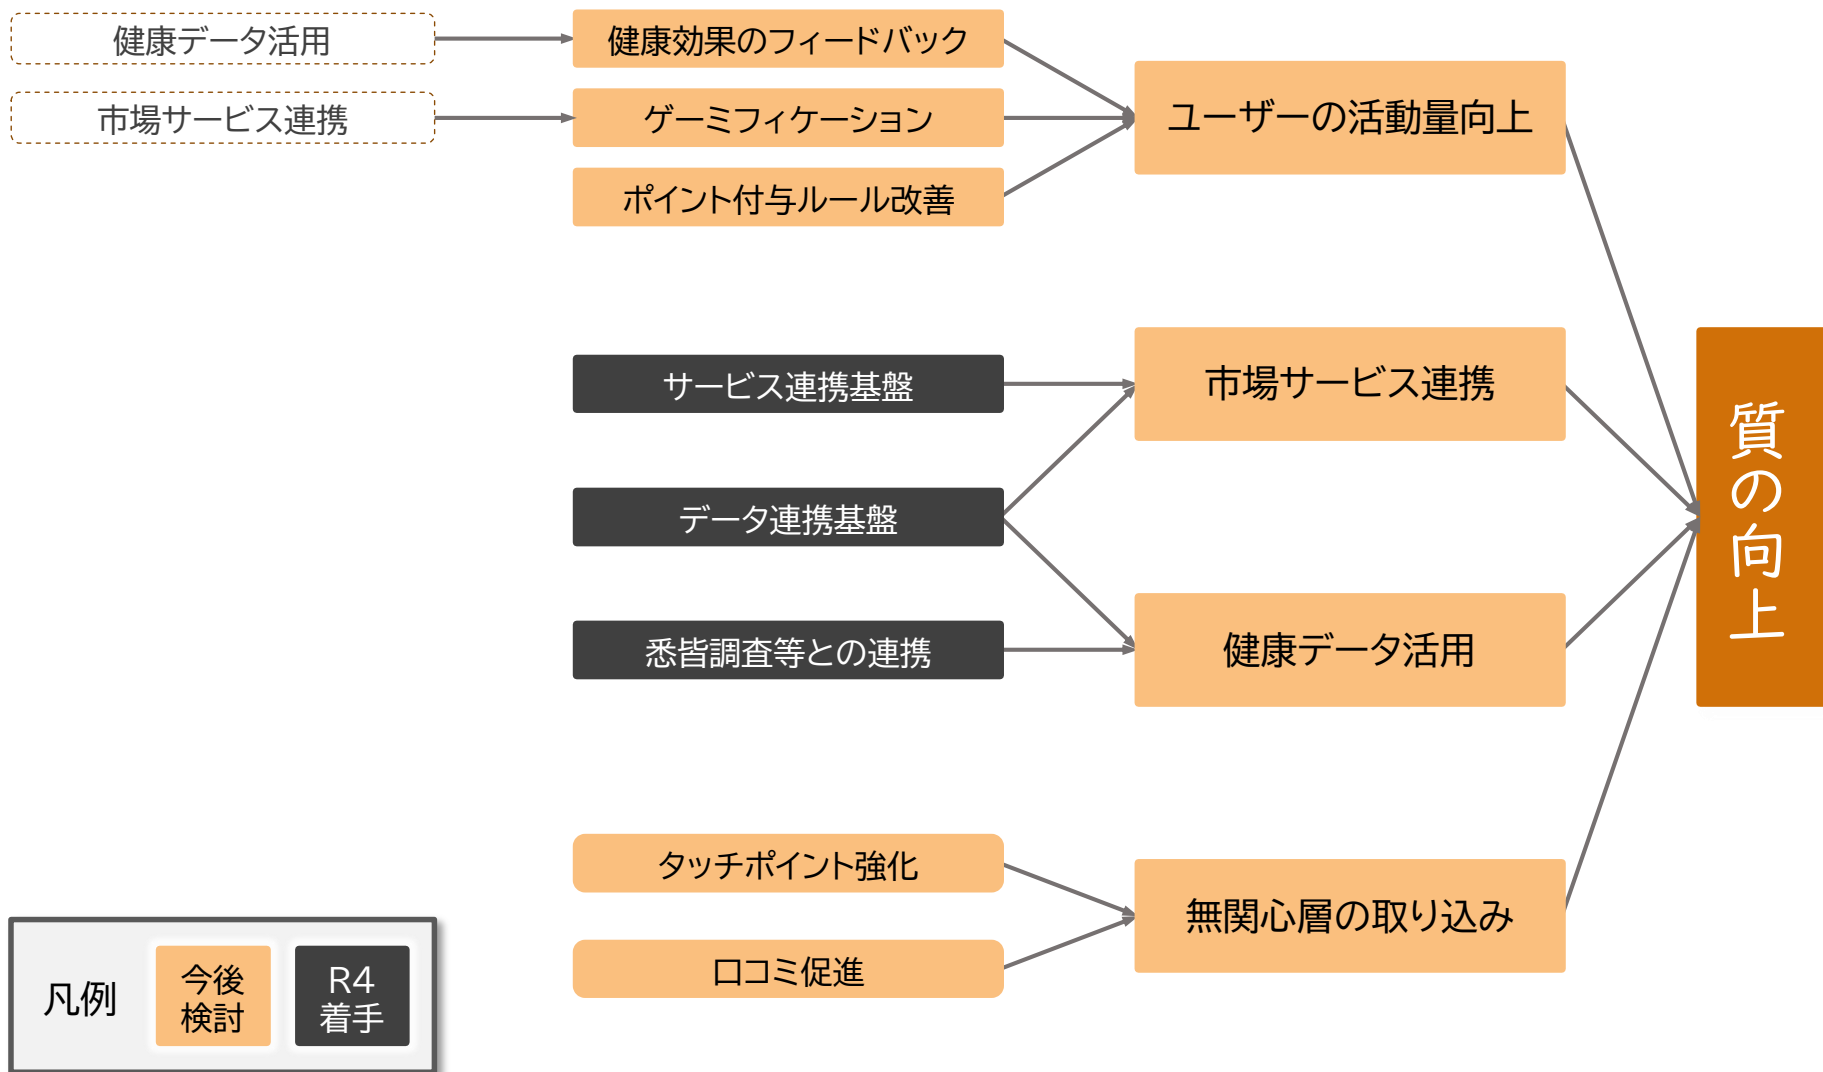 健康データ活用
健康効果のフィードバック
市場サービス連携
ゲーミフィケーション
ポイント付与ルール改善
ユーザーの活動量向上
サービス連携基盤
市場サービス連携
データ連携基盤
悉皆調査等との連携
健康データ活用
質の向上
タッチポイント強化
無関心層の取り込み
口コミ促進
凡例
今後
検討
R4
着手